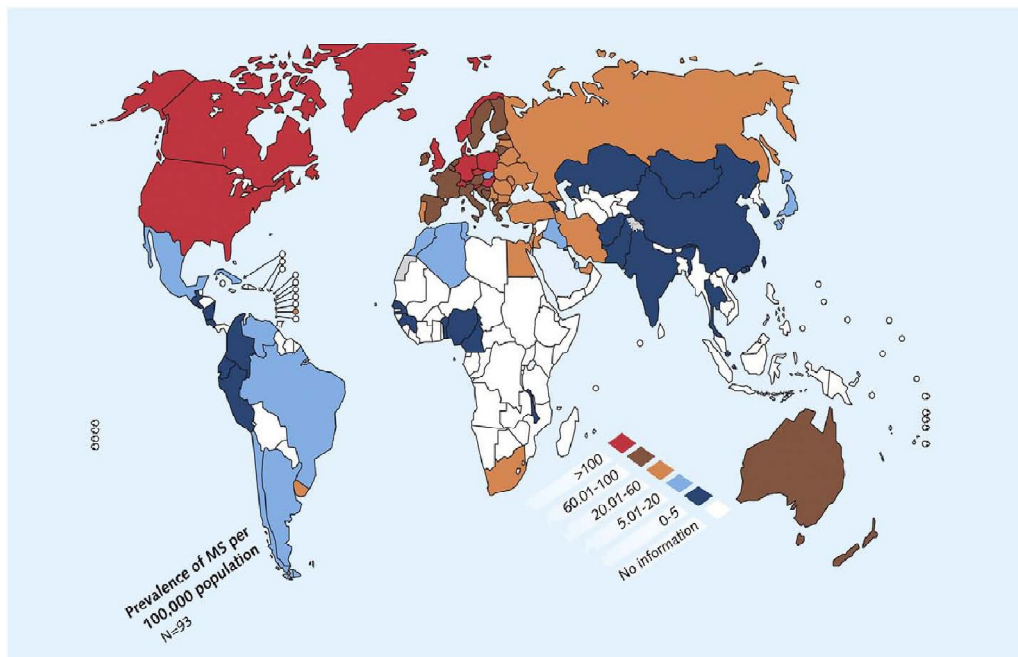 >100
60.01-100
20.01-60
5.01-20
0-5
No information
Prevalence of MS per
100,000 population
N=93